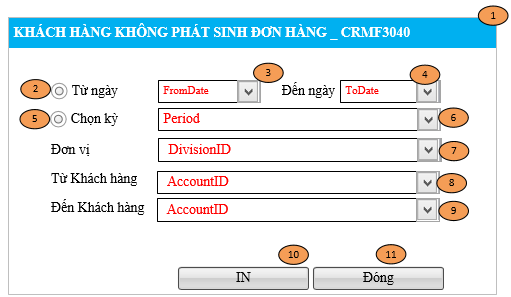 1
KHÁCH HÀNG KHÔNG PHÁT SINH ĐƠN HÀNG _ CRMF3040
2 Từ ngày FromDate 3 Đến ngày ToDate 4
5 Chọn kỳ Period 6
Đơn vị DivisionID 7
Từ Khách hàng AccountID 8
Đến Khách hàng AccountID 9
10 11
IN Đóng